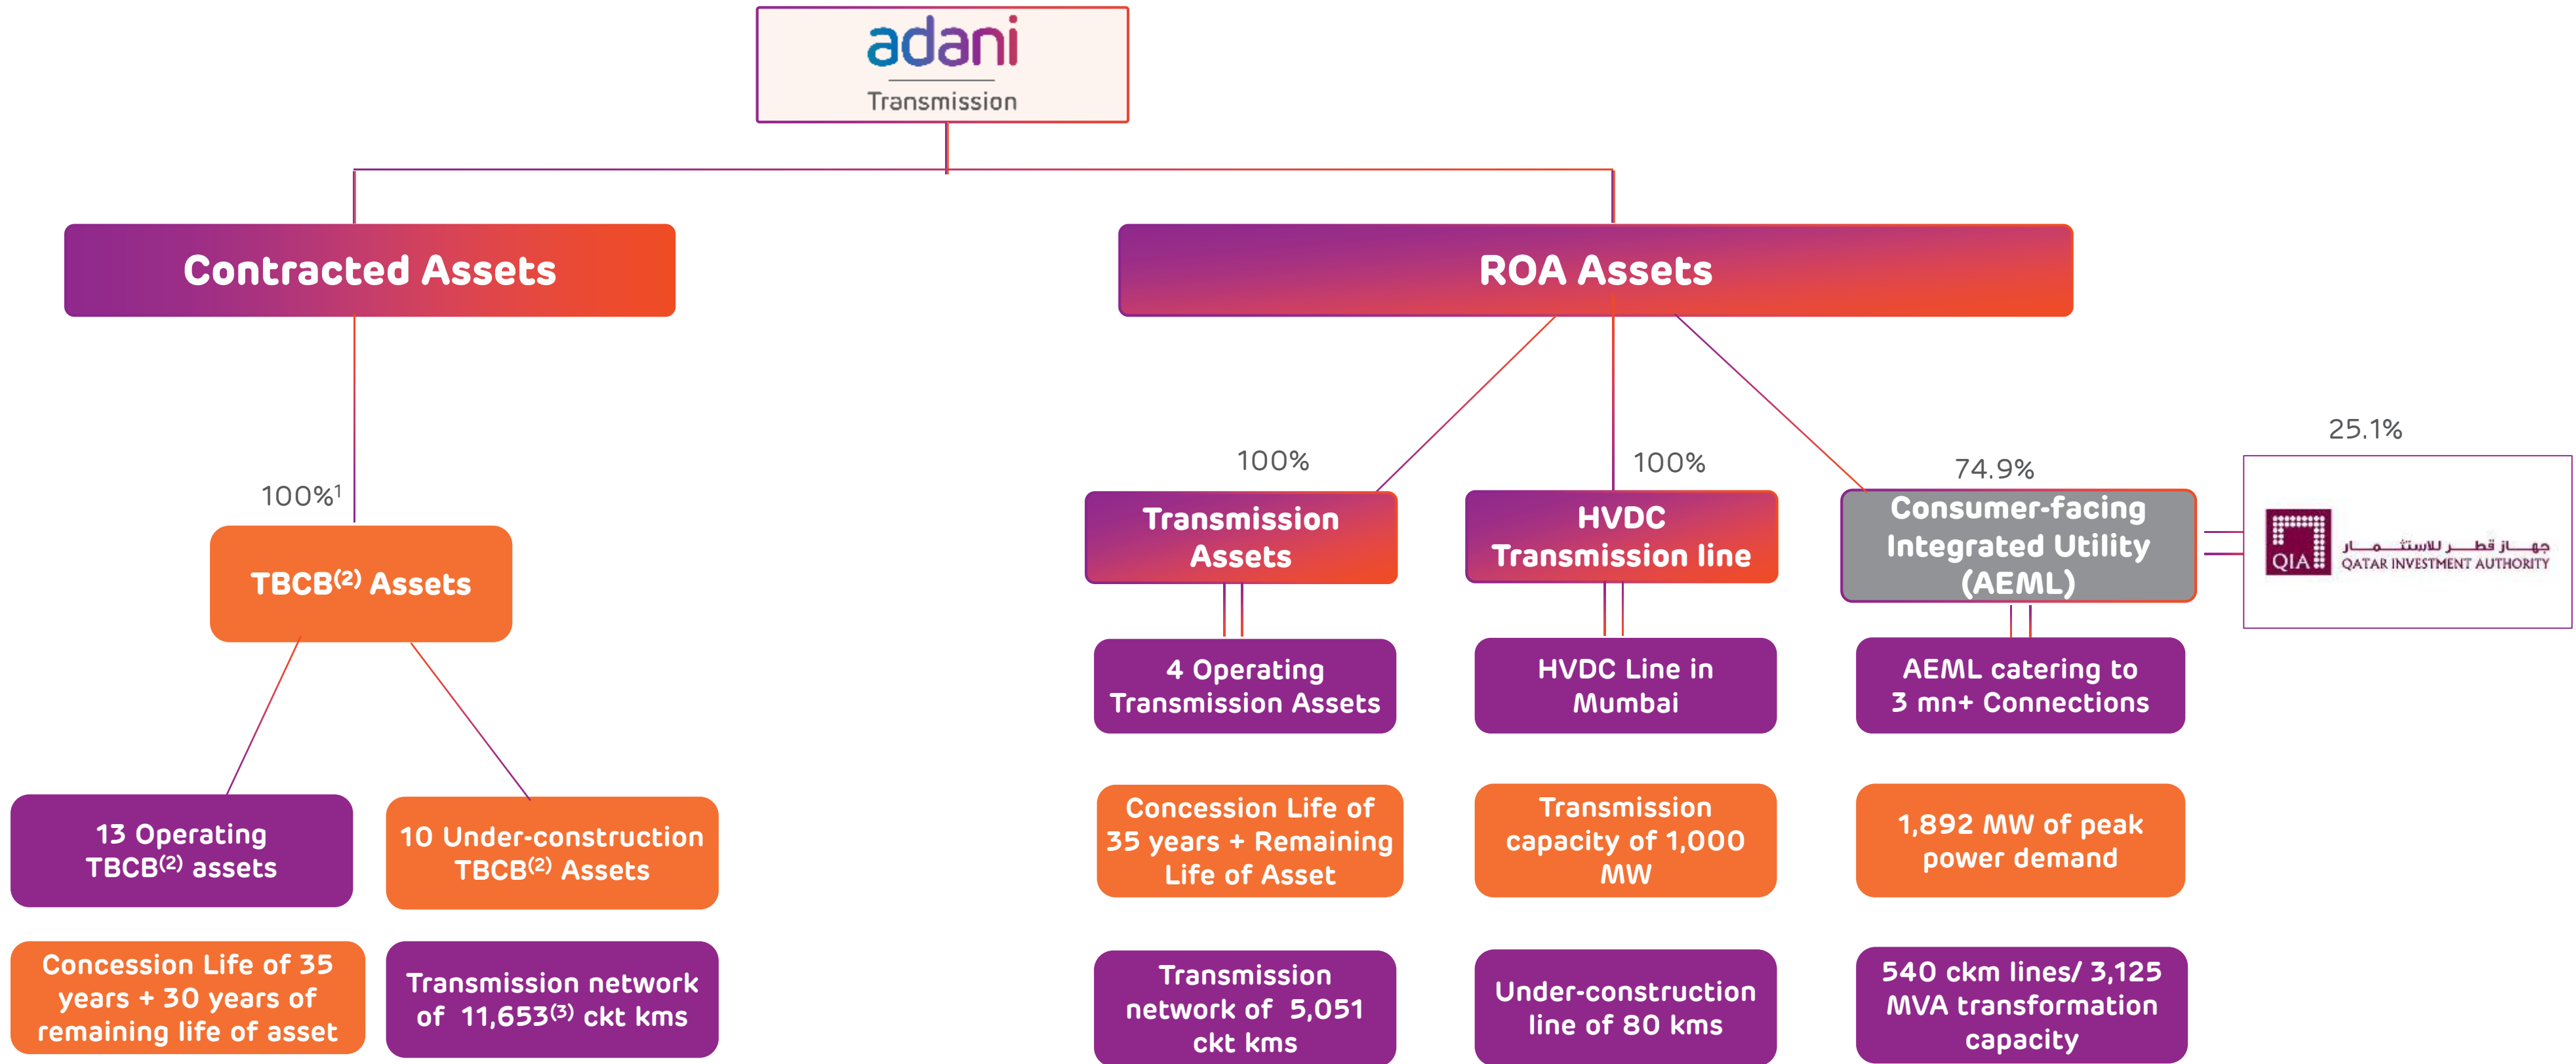 adani
Transmission
Contracted Assets
ROA Assets
25.1%
100%
100%
74.9%
100%¹
TBCB⁽²⁾ Assets
Transmission
Assets
HVDC
Transmission line
Consumer-facing
Integrated Utility
(AEML)
QIA
جهاز قطر للاستثمار
QATAR INVESTMENT AUTHORITY
4 Operating
Transmission Assets
HVDC Line in
Mumbai
AEML catering to
3 mn+ Connections
13 Operating
TBCB⁽²⁾ assets
10 Under-construction
TBCB⁽²⁾ Assets
Concession Life of
35 years + Remaining
Life of Asset
Transmission
capacity of 1,000
MW
1,892 MW of peak
power demand
Concession Life of 35
years + 30 years of
remaining life of asset
Transmission network
of 11,653⁽³⁾ ckt kms
Transmission
network of 5,051
ckt kms
Under-construction
line of 80 kms
540 ckm lines/ 3,125
MVA transformation
capacity